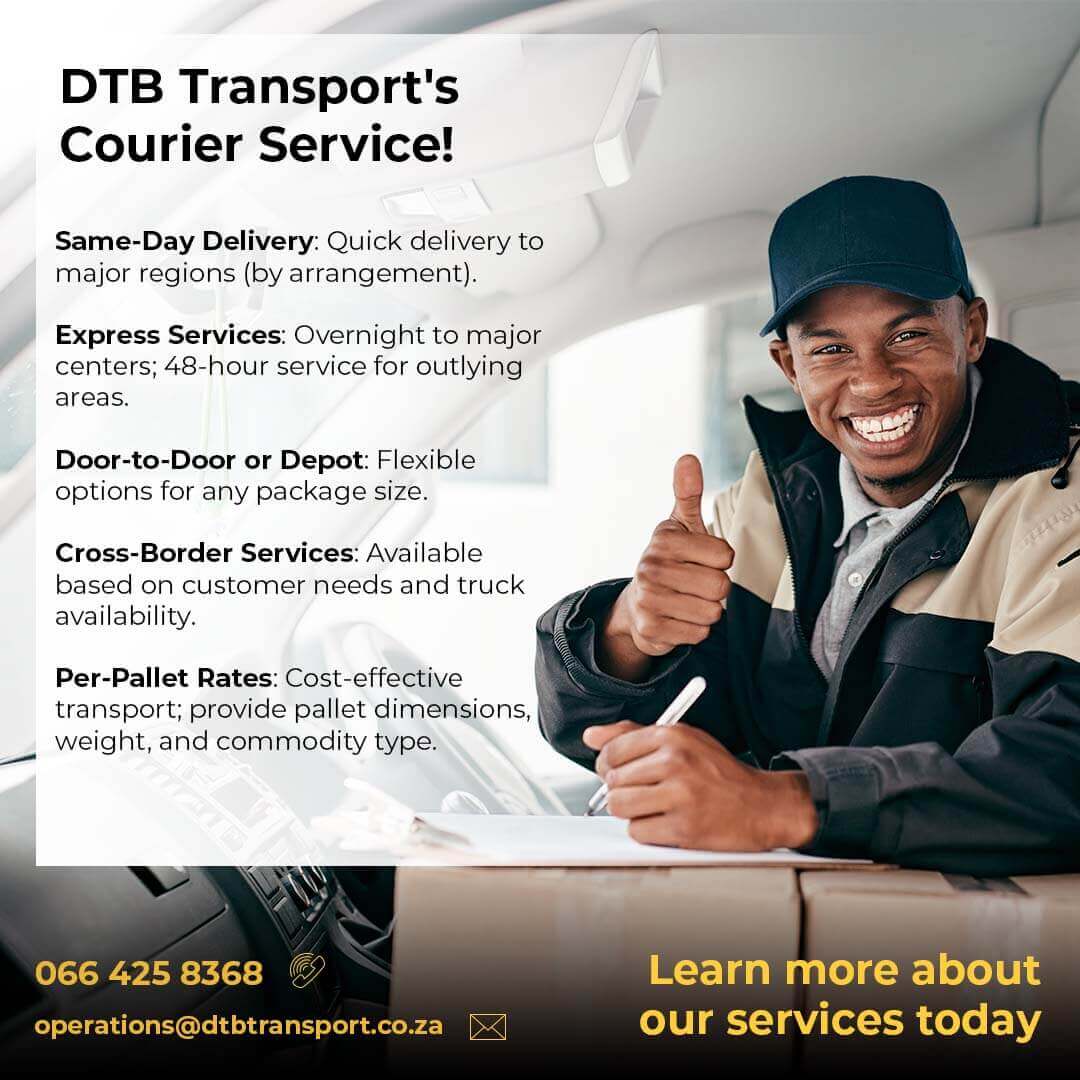 DTB Transport's
Courier Service!
Same-Day Delivery: Quick delivery to
major regions (by arrangement).
Express Services: Overnight to major
centers; 48-hour service for outlying
areas.
Door-to-Door or Depot: Flexible
options for any package size.
Cross-Border Services: Available
based on customer needs and truck
availability.
Per-Pallet Rates: Cost-effective
transport; provide pallet dimensions,
weight, and commodity type.
066 425 8368
operations@dtbtransport.co.za
Learn more about
our services today